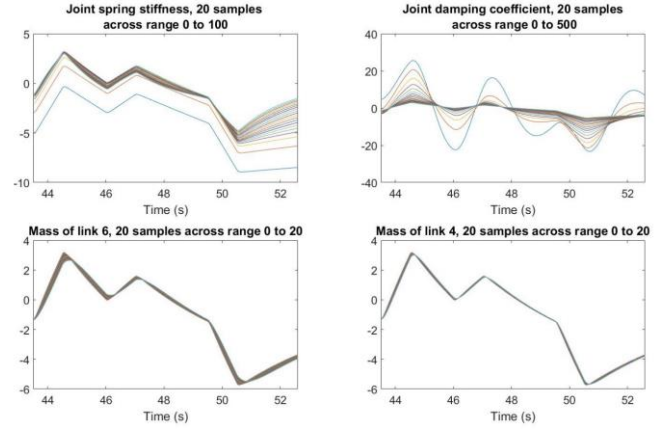 Joint spring stiffness, 20 samples
across range 0 to 100
5
0
-5
-10
44 46 48 50 52
Time (s)
Joint damping coefficient, 20 samples
across range 0 to 500
40
20
0
-20
-40
44 46 48 50 52
Time (s)
Mass of link 6, 20 samples across range 0 to 20
4
2
0
-2
-4
-6
44 46 48 50 52
Time (s)
Mass of link 4, 20 samples across range 0 to 20
4
2
0
-2
-4
-6
44 46 48 50 52
Time (s)